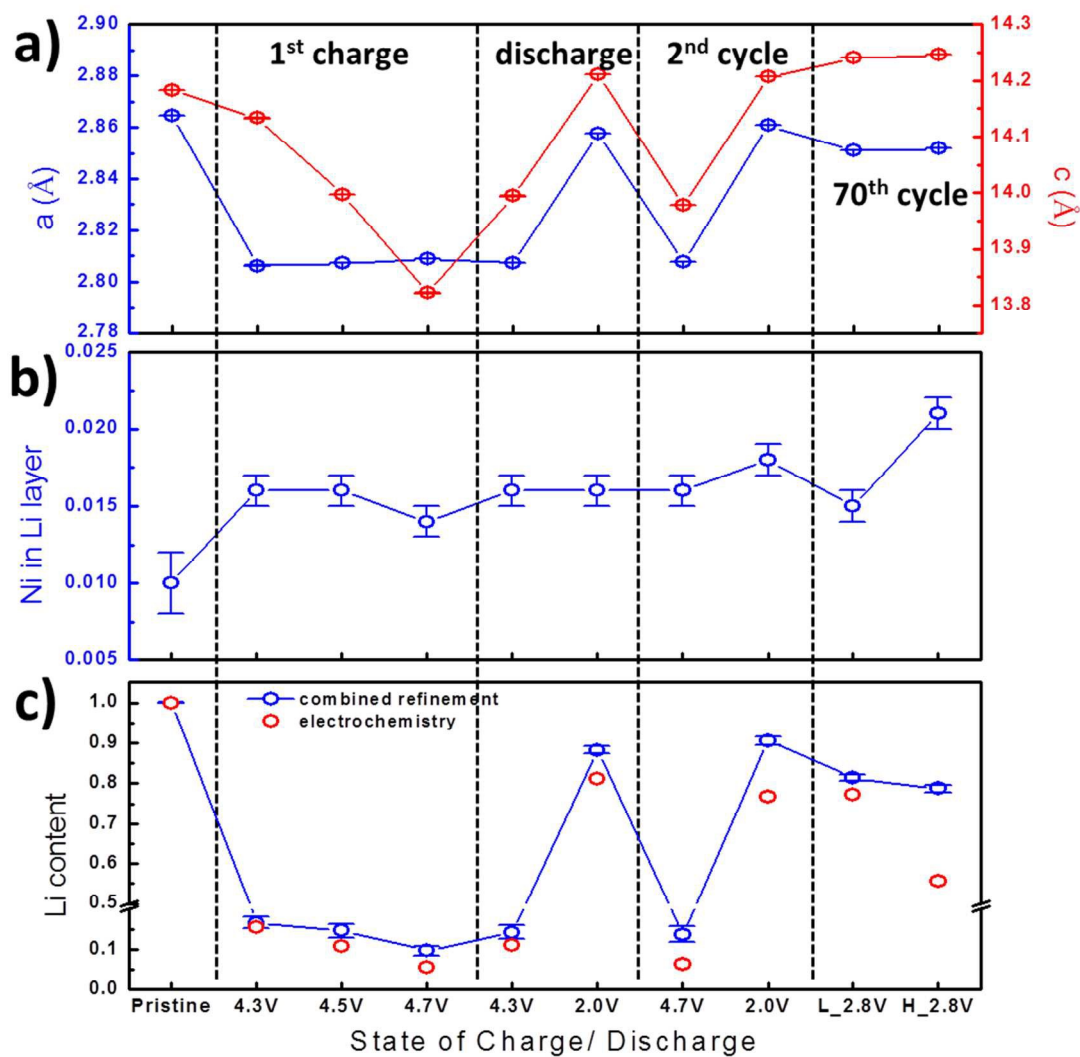 a)
1st charge
discharge
2nd cycle
70th cycle
2.90
2.88
2.86
2.84
2.82
2.80
2.78
a (Å)
14.3
14.2
14.1
14.0
13.9
13.8
c (Å)
b)
0.025
0.020
0.015
0.010
0.005
Ni in Li layer
c)
combined refinement
electrochemistry
1.0
0.9
0.8
0.7
0.6
0.5
0.1
0.0
Li content
Pristine 4.3V 4.5V 4.7V 4.3V 2.0V 4.7V 2.0V L_2.8V H_2.8V
State of Charge/ Discharge